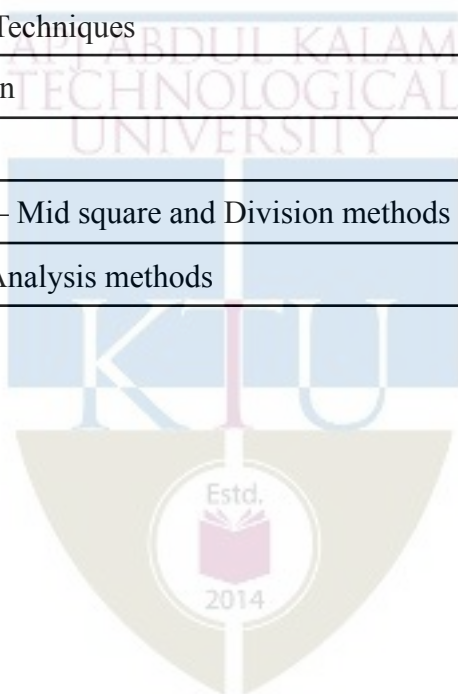 Techniques
APJ ABDUL KALAM
TECHNOLOGICAL
n
UNIVERSITY
– Mid square and Division methods
Analysis methods
KTU
Estd.
2014